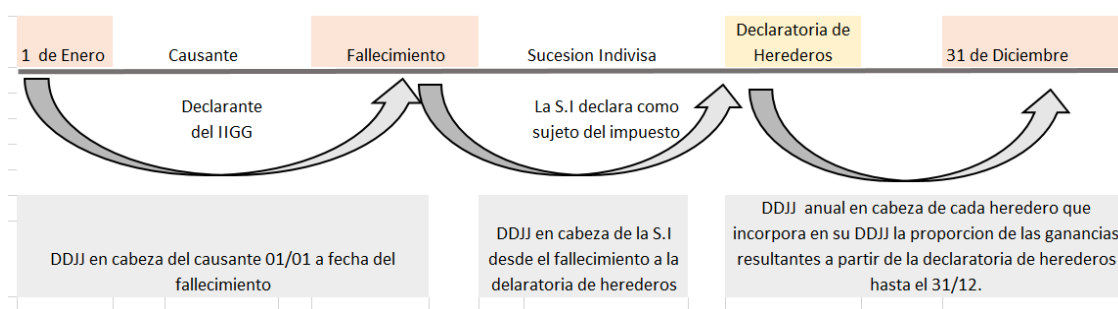 1 de Enero
Causante
Fallecimiento
Sucesion Indivisa
Declaratoria de
Herederos
31 de Diciembre
Declarante
del IIGG
La S.I declara como
sujeto del impuesto
DDJJ en cabeza del causante 01/01 a fecha del
fallecimiento
DDJJ en cabeza de la S.I
desde el fallecimiento a la
delaratoria de herederos
DDJJ anual en cabeza de cada heredero que
incorpora en su DDJJ la proporcion de las ganancias
resultantes a partir de la declaratoria de herederos
hasta el 31/12.